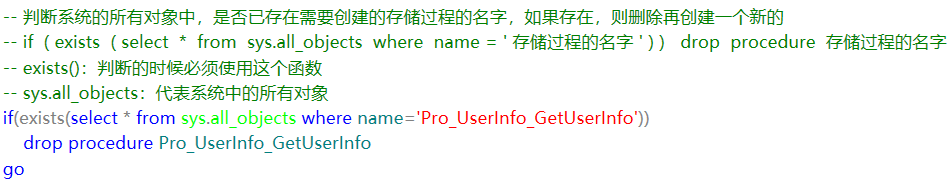 -- 判断系统的所有对象中，是否已存在需要创建的存储过程的名字，如果存在，则删除再创建一个新的
-- if ( exists ( select * from sys.all_objects where name = ' 存储过程的名字 ' ) ) drop procedure 存储过程的名字
-- exists()：判断的时候必须使用这个函数
-- sys.all_objects：代表系统中的所有对象
if(exists(select * from sys.all_objects where name='Pro_UserInfo_GetUserInfo'))
    drop procedure Pro_UserInfo_GetUserInfo
go